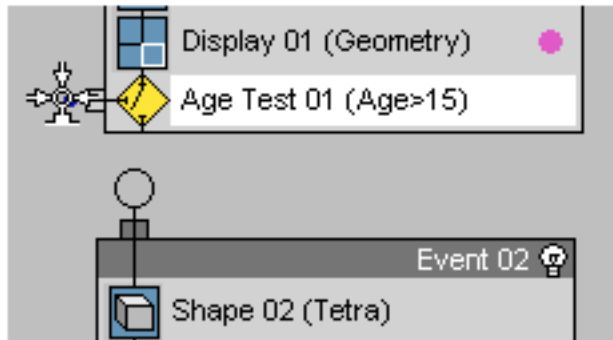 Display 01 (Geometry)
Age Test 01 (Age>15)
Event 02
Shape 02 (Tetra)